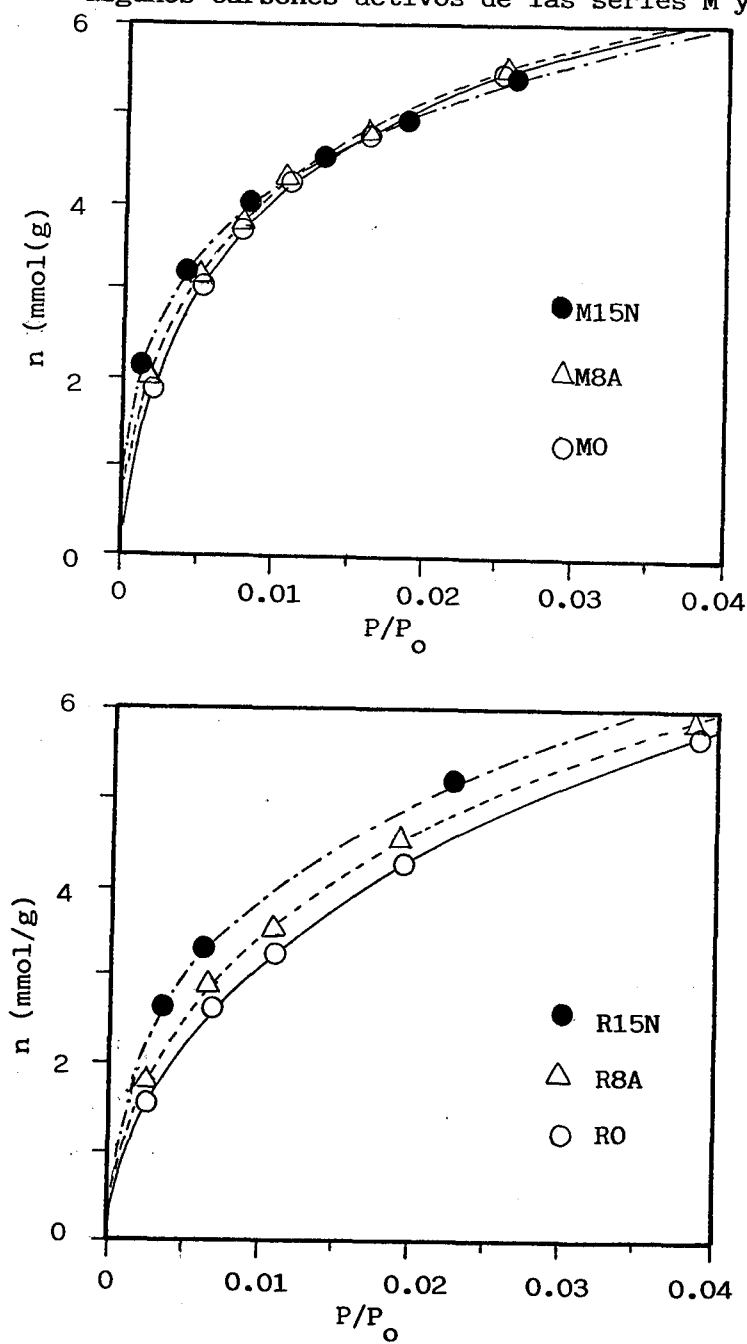 algunos carbones activos de las series M y
6
4
2
0
n (mmol(g)
M15N
M8A
MO
0 0.01 0.02 0.03 0.04
P/Po
6
4
2
0
n (mmol/g)
R15N
R8A
RO
0 0.01 0.02 0.03 0.04
P/Po